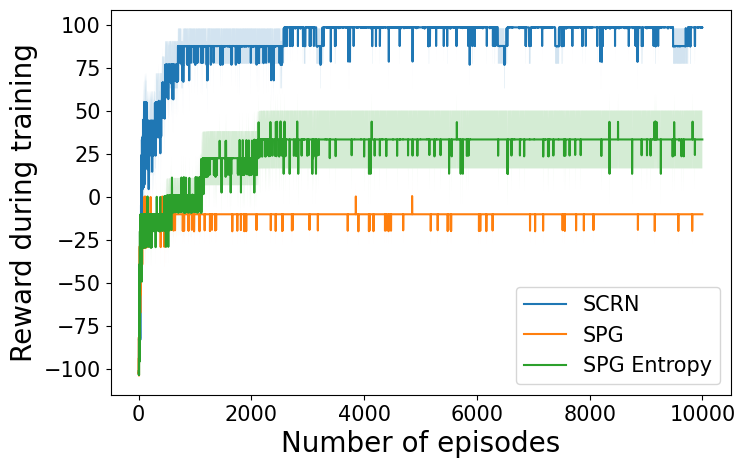 Reward during training
100
75
50
25
0
−25
−50
−75
−100
0 2000 4000 6000 8000 10000
Number of episodes
SCRN
SPG
SPG Entropy